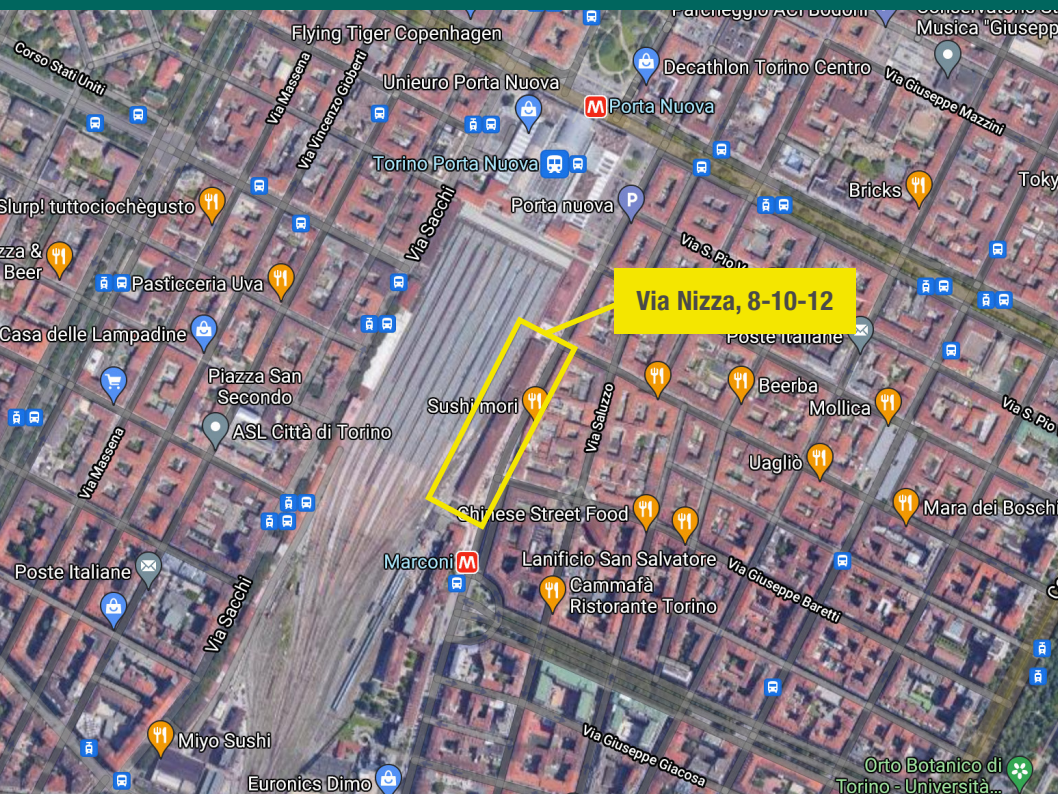 Flying Tiger Copenhagen
Parcheggio ACI Bodoni
Musica "Giusepp
Corso Stati Uniti
Via Massena
Via Vincenzo Gioberti
Unieuro Porta Nuova
Decathlon Torino Centro
Via Giuseppe Mazzini
M Porta Nuova
Torino Porta Nuova
Slurp! tuttociochègusto
Via Sacchi
Porta nuova
P
Bricks
Toky
zza &
Beer
Pasticceria Uva
Via S. Pio V
Via Nizza, 8-10-12
Casa delle Lampadine
Poste Italiane
Piazza San
Secondo
Sushi mori
Via Saluzzo
Beerba
Mollica
Via S. Pio
ASL Città di Torino
Via Massena
Uagliò
Chinese Street Food
Mara dei Boschi
Marconi M
Lanificio San Salvatore
Poste Italiane
Cammafà
Ristorante Torino
Via Giuseppe Baretti
Via Sacchi
Miyo Sushi
Via Giuseppe Giacosa
Euronics Dimo
Orto Botanico di
Torino - Università...